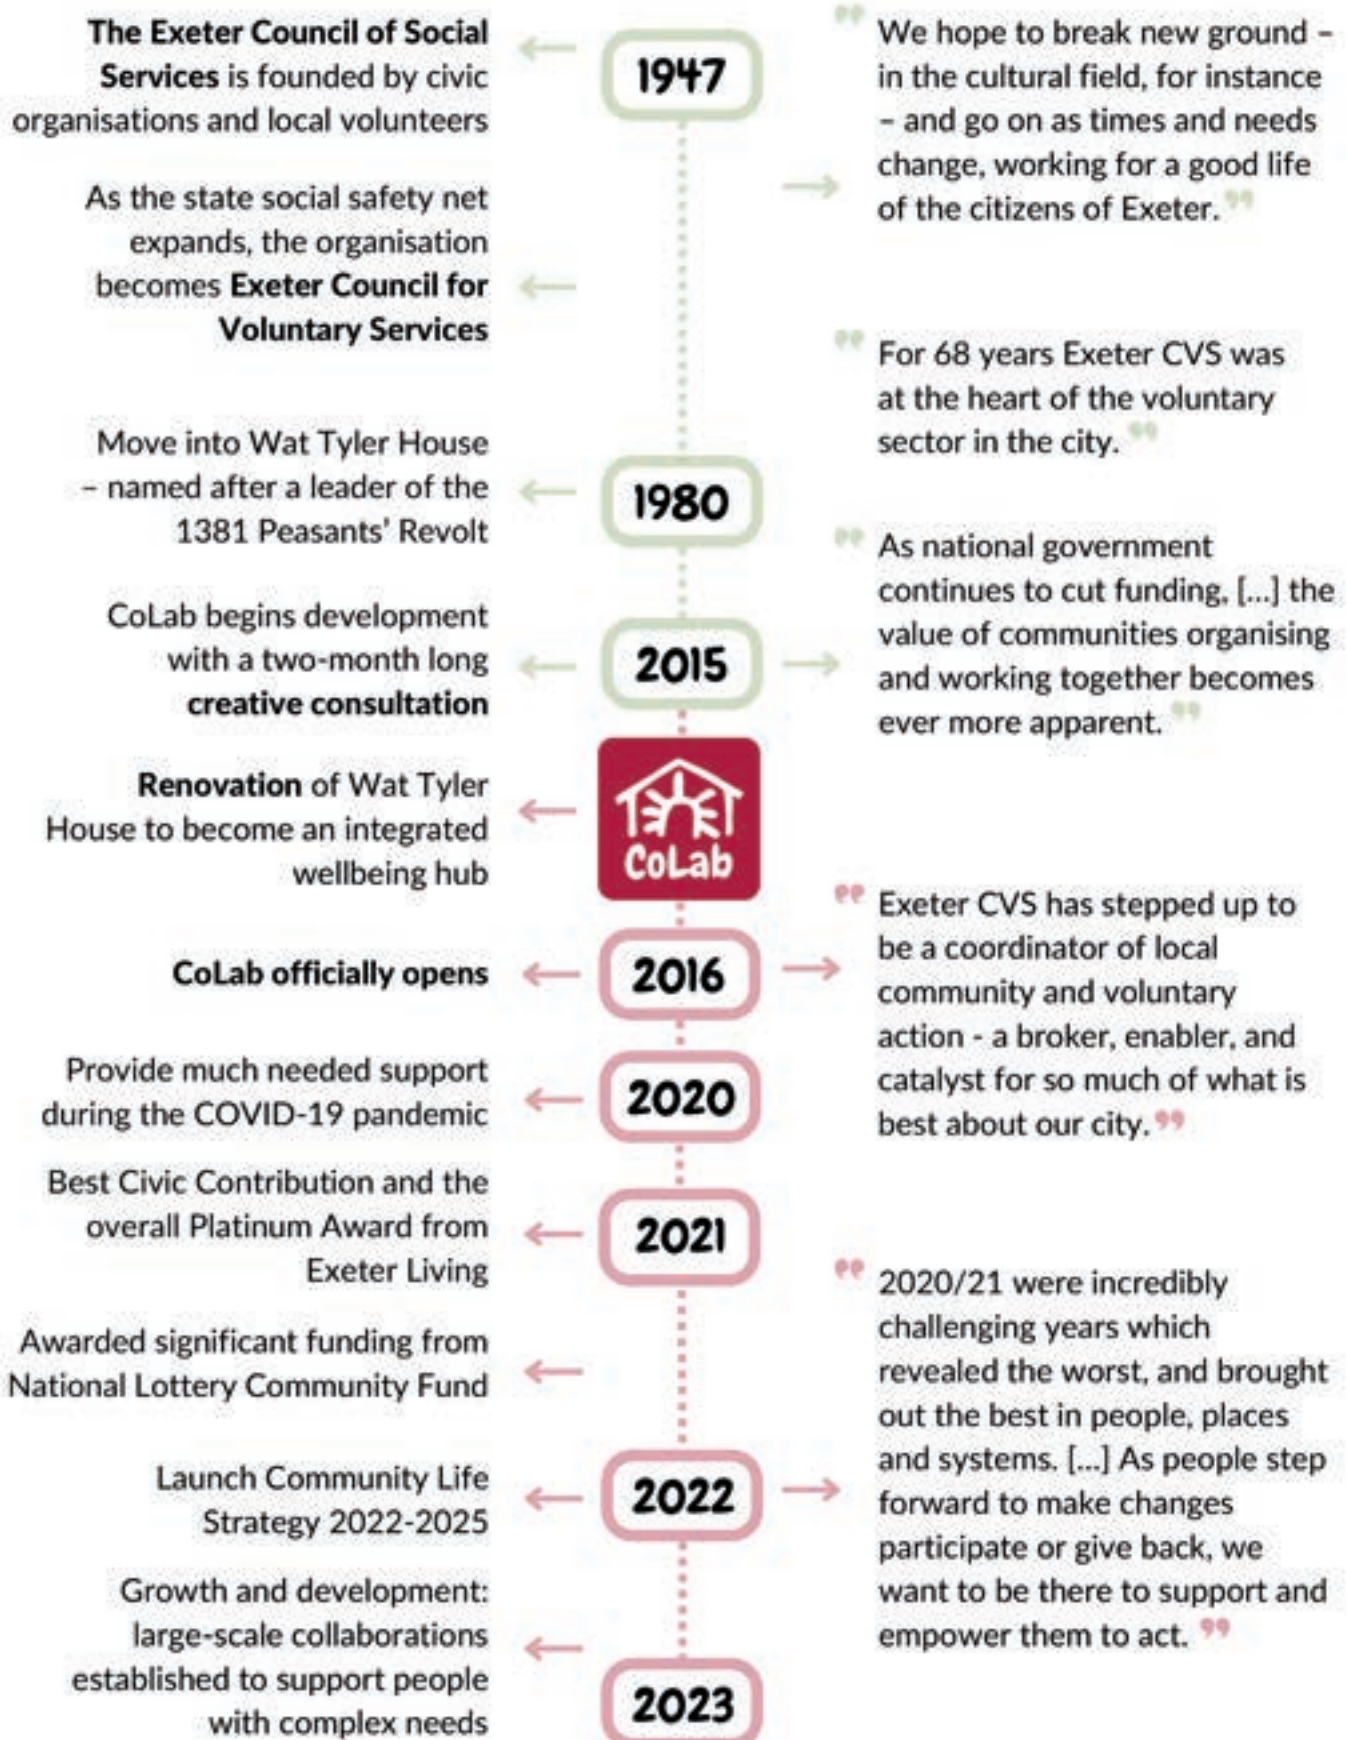 The Exeter Council of Social
Services is founded by civic
organisations and local volunteers
1947
We hope to break new ground –
in the cultural field, for instance
– and go on as times and needs
change, working for a good life
of the citizens of Exeter.
As the state social safety net
expands, the organisation
becomes Exeter Council for
Voluntary Services
For 68 years Exeter CVS was
at the heart of the voluntary
sector in the city.
Move into Wat Tyler House
– named after a leader of the
1381 Peasants' Revolt
1980
CoLab begins development
with a two-month long
creative consultation
2015
As national government
continues to cut funding, [...] the
value of communities organising
and working together becomes
ever more apparent.
Renovation of Wat Tyler
House to become an integrated
wellbeing hub
CoLab
CoLab officially opens
2016
Exeter CVS has stepped up to
be a coordinator of local
community and voluntary
action - a broker, enabler, and
catalyst for so much of what is
best about our city.
Provide much needed support
during the COVID-19 pandemic
2020
Best Civic Contribution and the
overall Platinum Award from
Exeter Living
2021
Awarded significant funding from
National Lottery Community Fund
2020/21 were incredibly
challenging years which
revealed the worst, and brought
out the best in people, places
and systems. [...] As people step
forward to make changes
participate or give back, we
want to be there to support and
empower them to act.
Launch Community Life
Strategy 2022-2025
2022
Growth and development:
large-scale collaborations
established to support people
with complex needs
2023